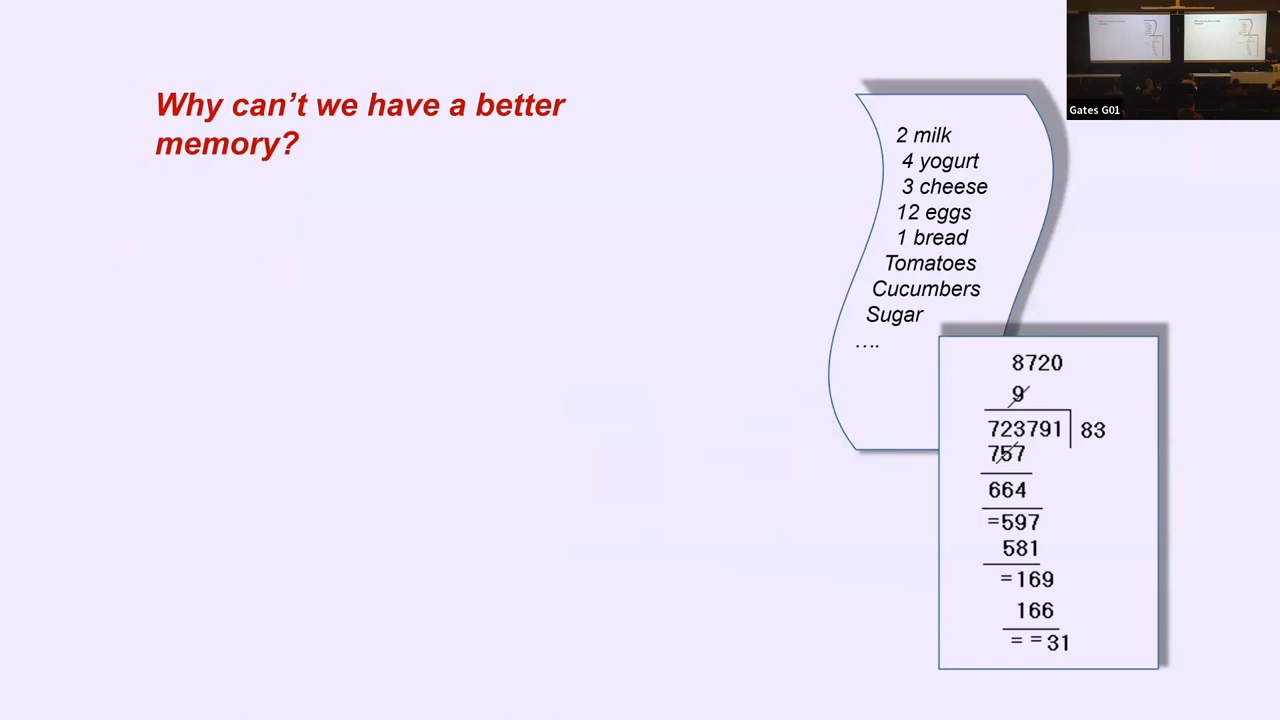 Why can't we have a better
memory?
2 milk
4 yogurt
3 cheese
12 eggs
1 bread
Tomatoes
Cucumbers
Sugar
....
8720
9
723791 83
757
664
=597
581
=169
166
= =31
Gates G01